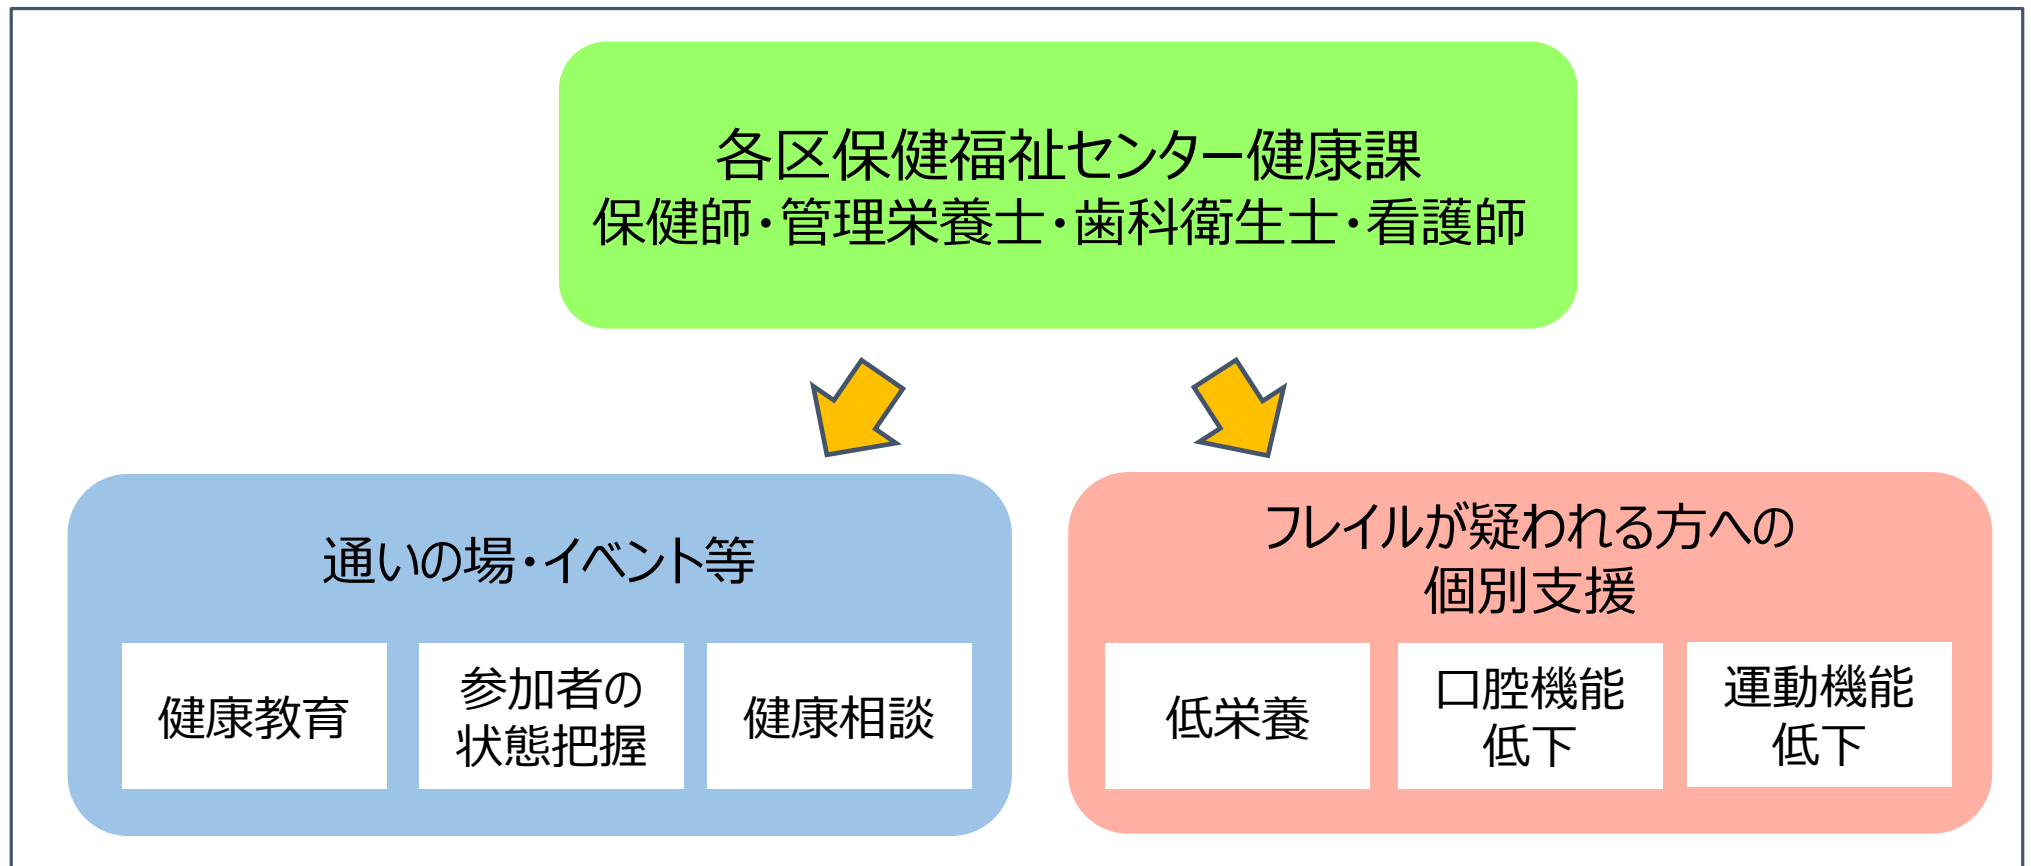 各区保健福祉センター健康課
保健師・管理栄養士・歯科衛生士・看護師
通いの場・イベント等
健康教育
参加者の
状態把握
健康相談
フレイルが疑われる方への
個別支援
低栄養
口腔機能
低下
運動機能
低下